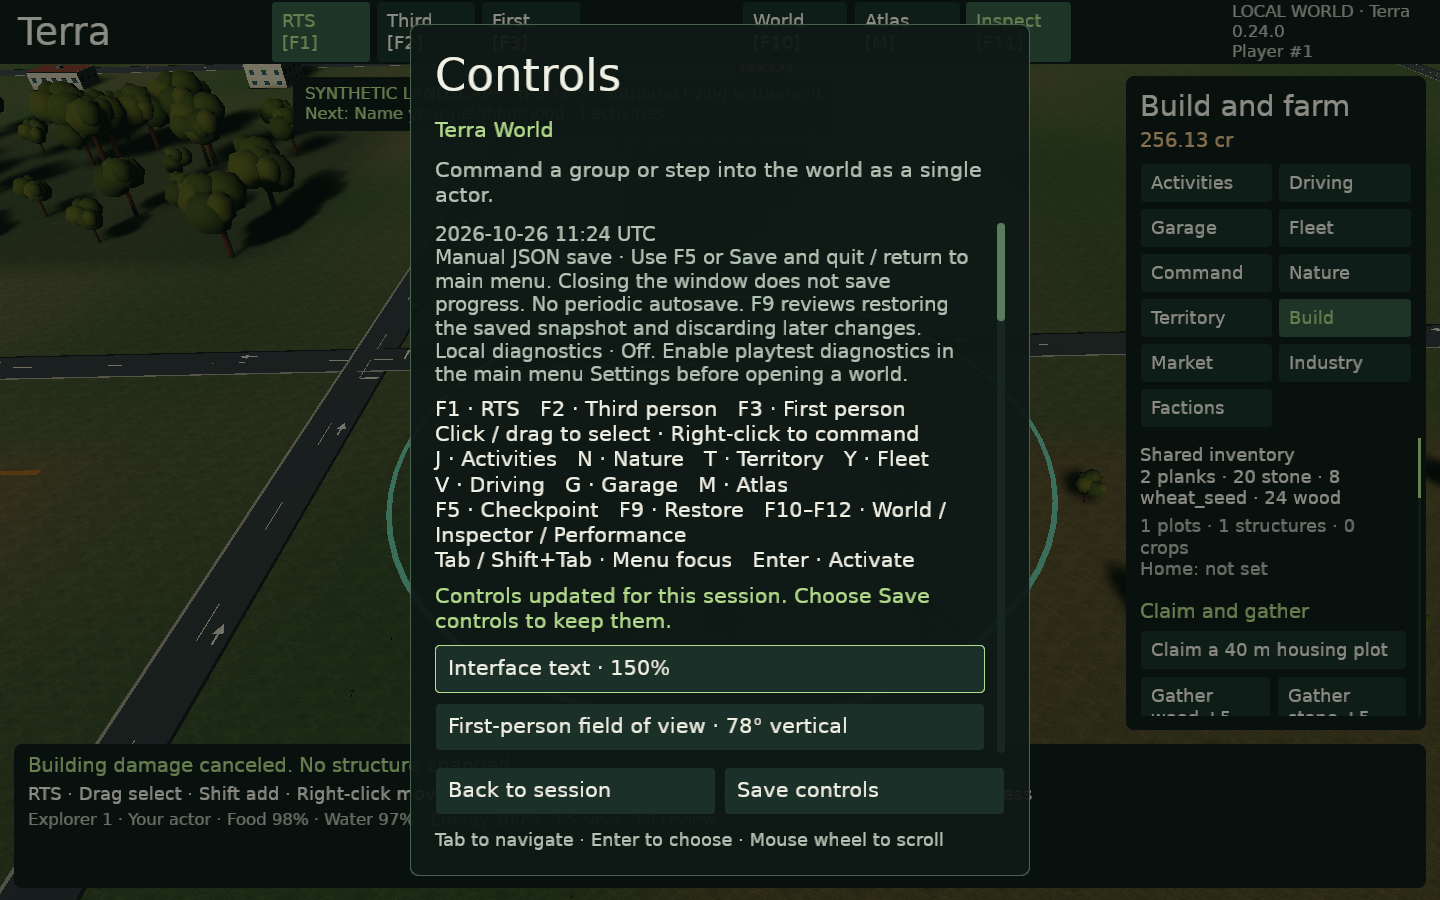 Terra
RTS
[F1]
Third
[F2]
First
[F3]
World
[F10]
Atlas
[M]
Inspect
[F11]
LOCAL WORLD · Terra
0.24.0
Player #1
SYNTHETIC
Next: Name
Controls
Terra World
Command a group or step into the world as a single
actor.
2026-10-26 11:24 UTC
Manual JSON save · Use F5 or Save and quit / return to
main menu. Closing the window does not save
progress. No periodic autosave. F9 reviews restoring
the saved snapshot and discarding later changes.
Local diagnostics · Off. Enable playtest diagnostics in
the main menu Settings before opening a world.
F1 · RTS   F2 · Third person   F3 · First person
Click / drag to select · Right-click to command
J · Activities   N · Nature   T · Territory   Y · Fleet
V · Driving   G · Garage   M · Atlas
F5 · Checkpoint   F9 · Restore   F10–F12 · World /
Inspector / Performance
Tab / Shift+Tab · Menu focus   Enter · Activate
Controls updated for this session. Choose Save
controls to keep them.
Interface text · 150%
First-person field of view · 78° vertical
Back to session
Save controls
Tab to navigate · Enter to choose · Mouse wheel to scroll
Build and farm
256.13 cr
Activities
Driving
Garage
Fleet
Command
Nature
Territory
Build
Market
Industry
Factions
Shared inventory
2 planks · 20 stone · 8
wheat_seed · 24 wood
1 plots · 1 structures · 0
crops
Home: not set
Claim and gather
Claim a 40 m housing plot
Gather
wood +5
Gather
stone +5
Building damage canceled. No structure changed.
RTS · Drag select · Shift add · Right-click
Explorer 1 · Your actor · Food 98% · Water 97%